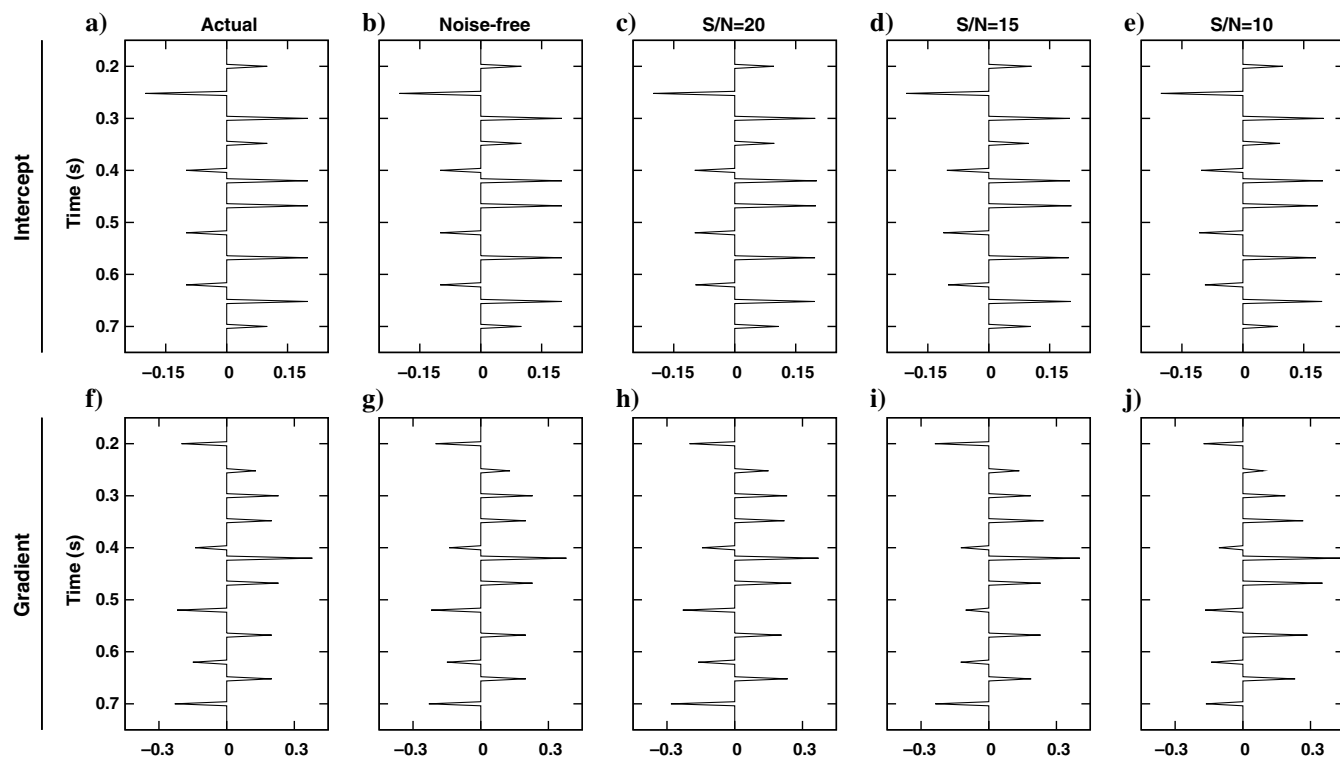 a) Actual
b) Noise-free
c) S/N=20
d) S/N=15
e) S/N=10
Intercept
Time (s)
0.2
0.3
0.4
0.5
0.6
0.7
−0.15 0 0.15
−0.15 0 0.15
−0.15 0 0.15
−0.15 0 0.15
−0.15 0 0.15
f)
g)
h)
i)
j)
Gradient
Time (s)
0.2
0.3
0.4
0.5
0.6
0.7
−0.3 0 0.3
−0.3 0 0.3
−0.3 0 0.3
−0.3 0 0.3
−0.3 0 0.3